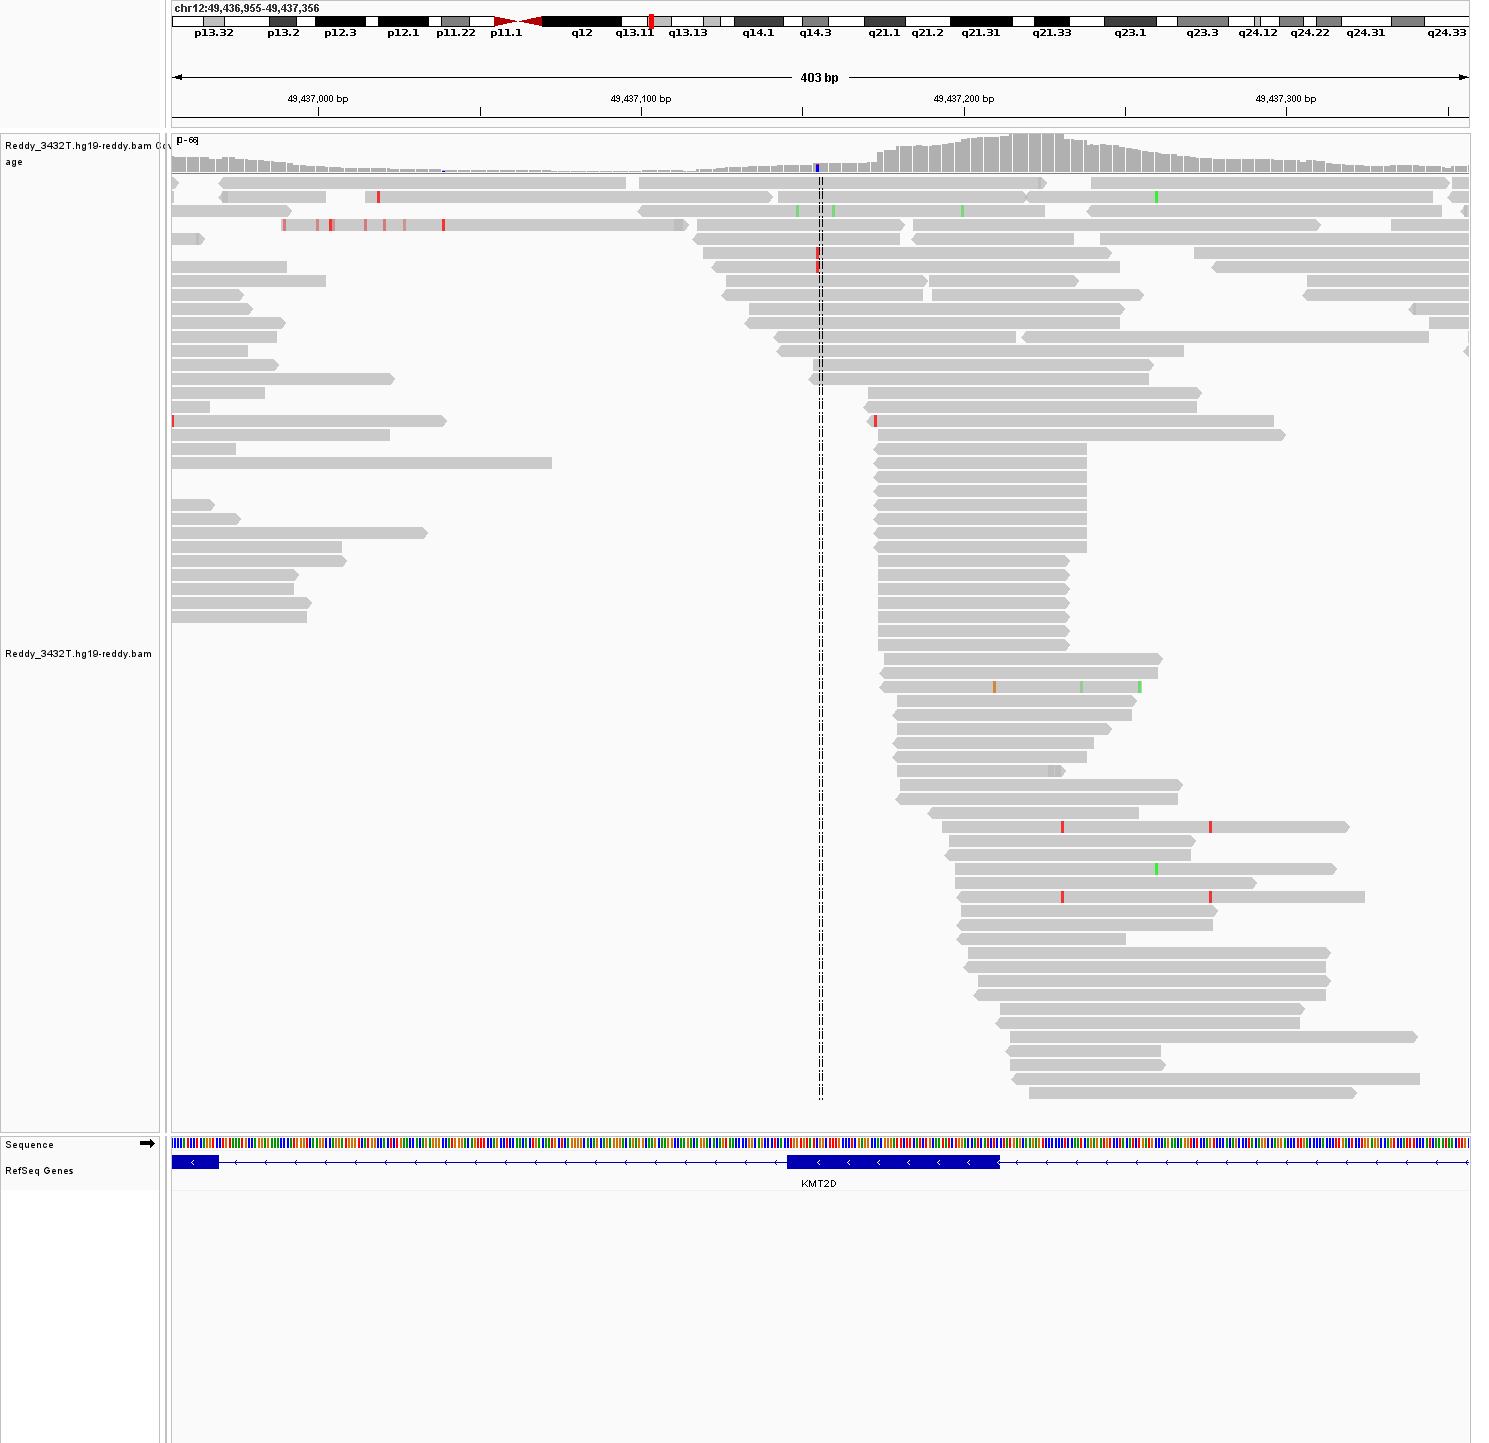 chr12:49,436,955-49,437,356
p13.32 p13.2 p12.3 p12.1 p11.22 p11.1 q12 q13.11 q13.13 q14.1 q14.3 q21.1 q21.2 q21.31 q21.33 q23.1 q23.3 q24.12 q24.22 q24.31 q24.33
403 bp
49,437,000 bp 49,437,100 bp 49,437,200 bp 49,437,300 bp
Reddy_3432T.hg19-reddy.bam Cov
age
[0-66]
Reddy_3432T.hg19-reddy.bam
Sequence
RefSeq Genes
KMT2D